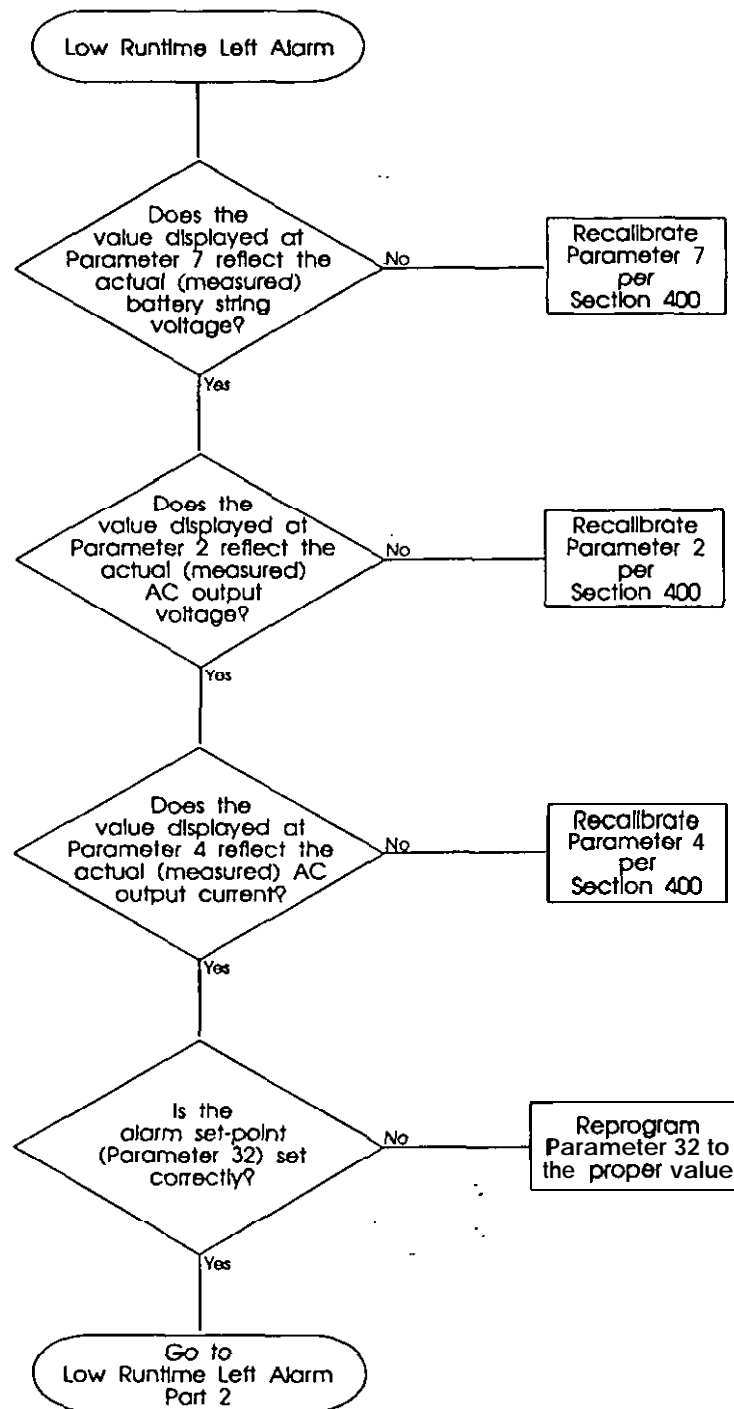 Low Runtime Left Alarm
Does the
value displayed at
Parameter 7 reflect the
actual (measured)
battery string
voltage?
No
Recalibrate
Parameter 7
per
Section 400
Yes
Does the
value displayed at
Parameter 2 reflect the
actual (measured)
AC output
voltage?
No
Recalibrate
Parameter 2
per
Section 400
Yes
Does the
value displayed at
Parameter 4 reflect the
actual (measured) AC
output current?
No
Recalibrate
Parameter 4
per
Section 400
Yes
Is the
alarm set-point
(Parameter 32) set
correctly?
No
Reprogram
Parameter 32 to
the proper value
Yes
Go to
Low Runtime Left Alarm
Part 2